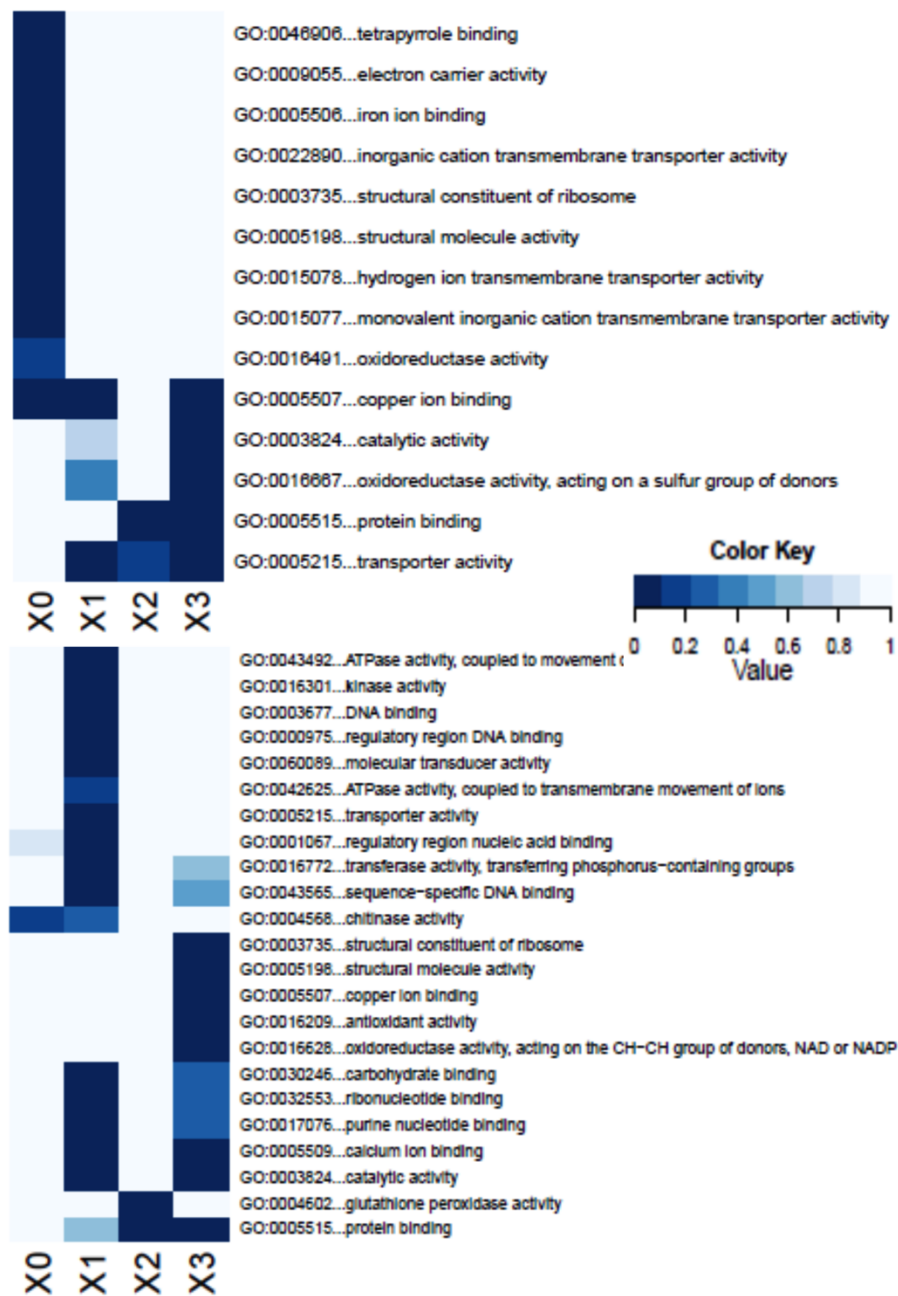 GO:0046906...tetrapyrrole binding
GO:0009055...electron carrier activity
GO:0005506...iron ion binding
GO:0022890...inorganic cation transmembrane transporter activity
GO:0003735...structural constituent of ribosome
GO:0005198...structural molecule activity
GO:0015078...hydrogen ion transmembrane transporter activity
GO:0015077...monovalent inorganic cation transmembrane transporter activity
GO:0016491...oxidoreductase activity
GO:0005507...copper ion binding
GO:0003824...catalytic activity
GO:0016667...oxidoreductase activity, acting on a sulfur group of donors
GO:0005515...protein binding
GO:0005215...transporter activity
X0 X1 X2 X3
Color Key
0 0.2 0.4 0.6 0.8 1
Value
GO:0043492...ATPase activity, coupled to movement
GO:0016301...kinase activity
GO:0003677...DNA binding
GO:0000975...regulatory region DNA binding
GO:0060089...molecular transducer activity
GO:0042625...ATPase activity, coupled to transmembrane movement of ions
GO:0005215...transporter activity
GO:0001067...regulatory region nucleic acid binding
GO:0016772...transferase activity, transferring phosphorus-containing groups
GO:0043565...sequence-specific DNA binding
GO:0004568...chitinase activity
GO:0003735...structural constituent of ribosome
GO:0005198...structural molecule activity
GO:0005507...copper ion binding
GO:0016209...antioxidant activity
GO:0016628...oxidoreductase activity, acting on the CH-CH group of donors, NAD or NADP
GO:0030246...carbohydrate binding
GO:0032553...ribonucleotide binding
GO:0017076...purine nucleotide binding
GO:0005509...calcium ion binding
GO:0003824...catalytic activity
GO:0004602...glutathione peroxidase activity
GO:0005515...protein binding
X0 X1 X2 X3